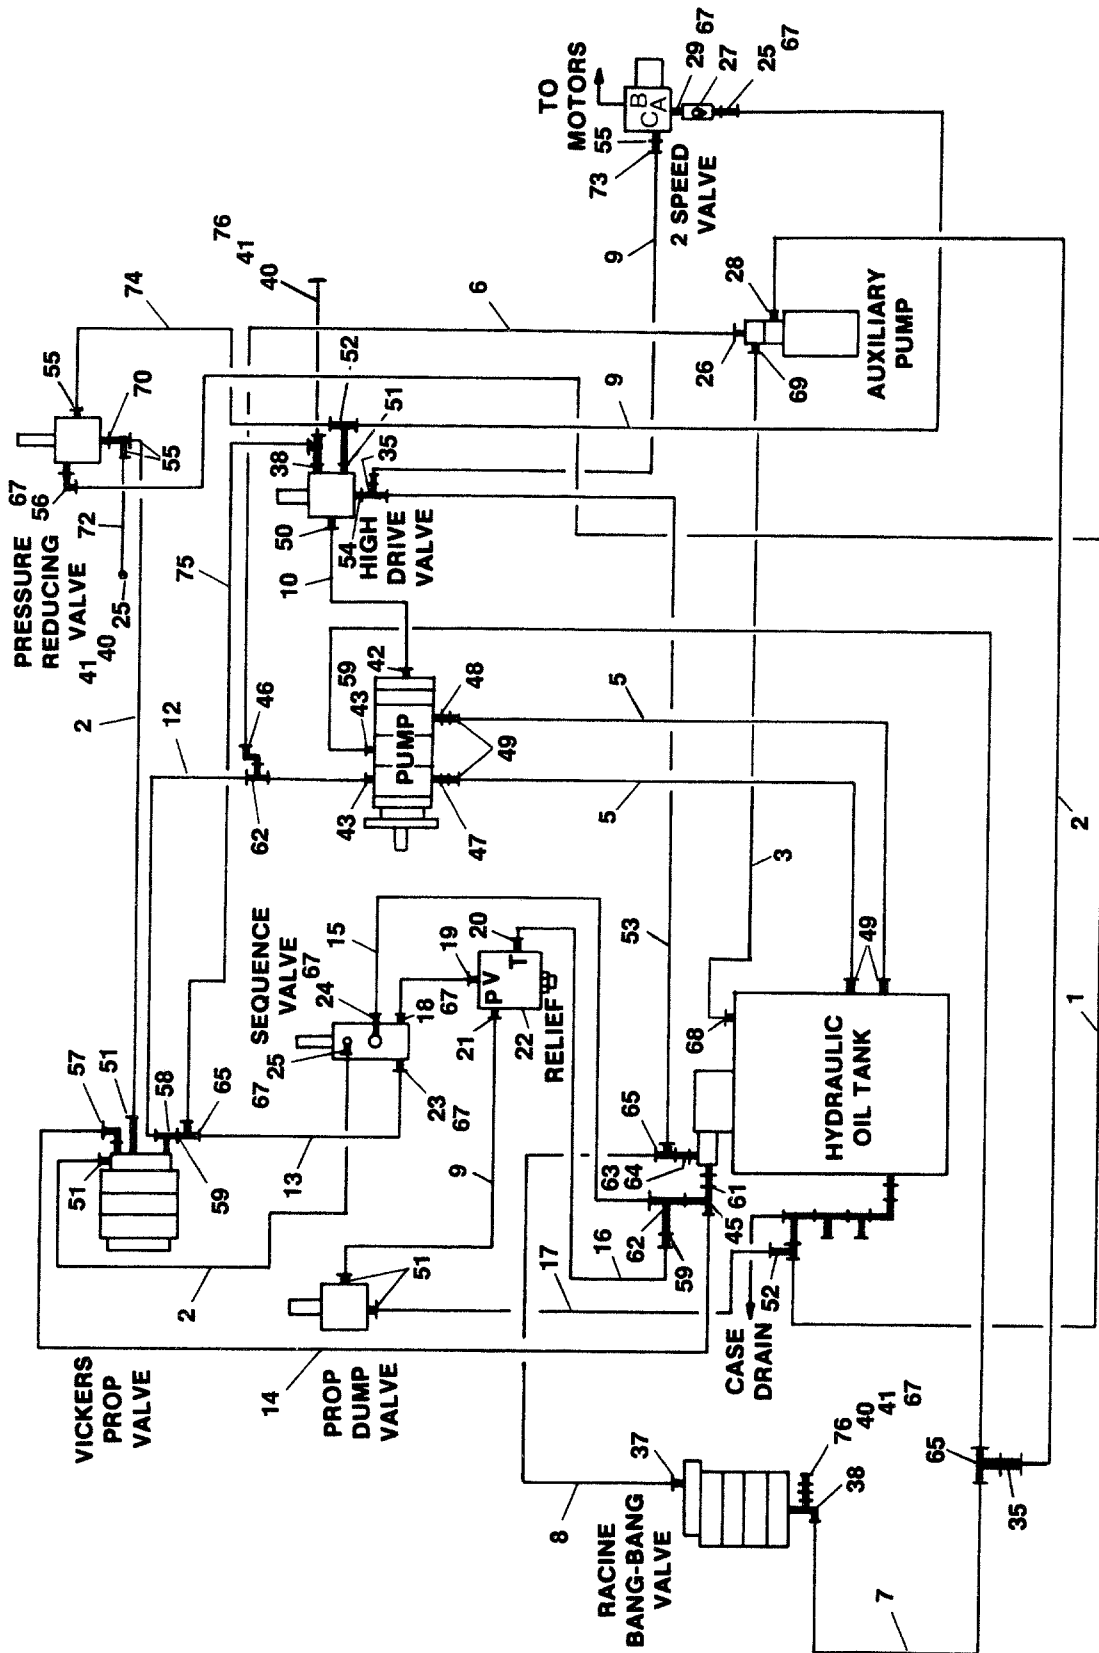 VICKERS
PROP
VALVE
57
51
51
58
59
65
2
14
13
PROP
DUMP
VALVE
51
9
17
16
SEQUENCE
VALVE
67
24
67
25
15
18
67
23
67
19
20
P V
T
21
22
RELIEF
PRESSURE
REDUCING
VALVE
67
56
72
41
40
25
55
70
55
74
75
2
12
46
62
10
50
HIGH
DRIVE
VALVE
54
38
35
51
52
76
41
40
6
59
43
42
43
PUMP
48
49
47
5
5
TO
MOTORS
55
73
C B
A
29 67
27
25 67
2 SPEED
VALVE
9
9
26
28
69
AUXILIARY
PUMP
3
53
49
68
HYDRAULIC
OIL TANK
65
63
64
61
45
62
59
52
CASE
DRAIN
1
2
RACINE
BANG-BANG
VALVE
8
37
76
40
41
67
38
7
65
35